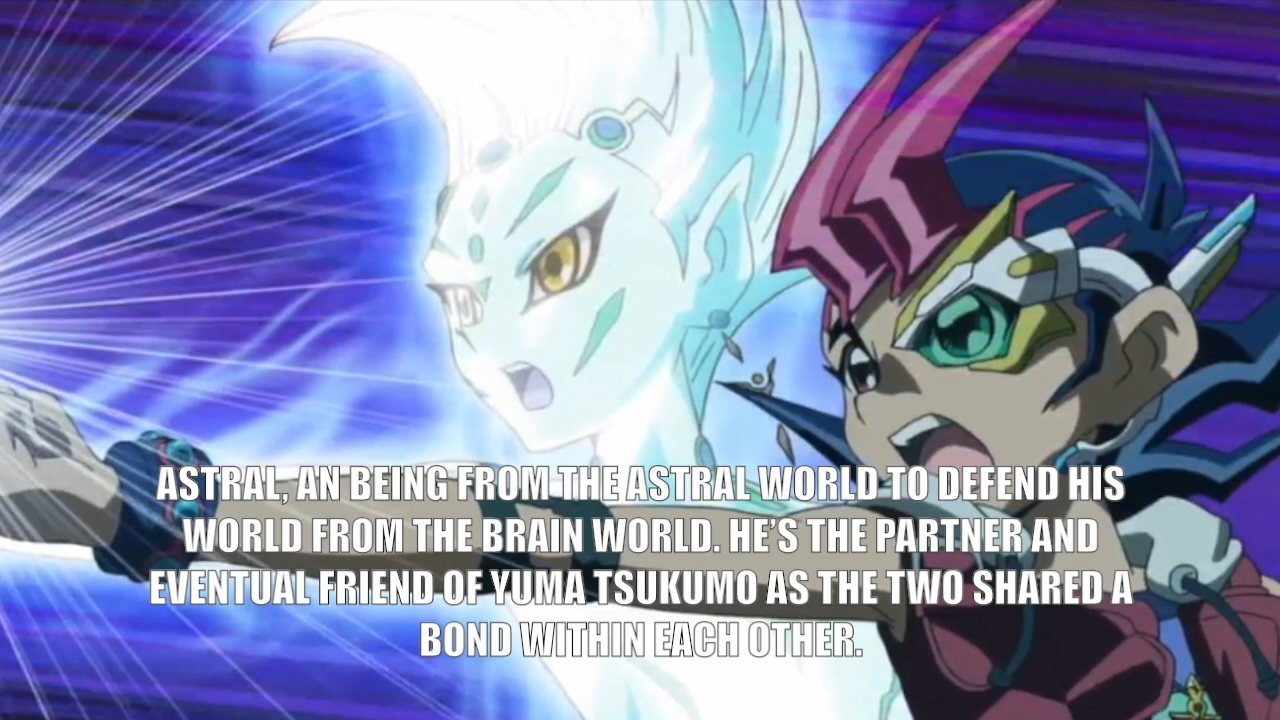 ASTRAL, AN BEING FROM THE ASTRAL WORLD TO DEFEND HIS
WORLD FROM THE BRAIN WORLD. HE'S THE PARTNER AND
EVENTUAL FRIEND OF YUMA TSUKUMO AS THE TWO SHARED A
BOND WITHIN EACH OTHER.